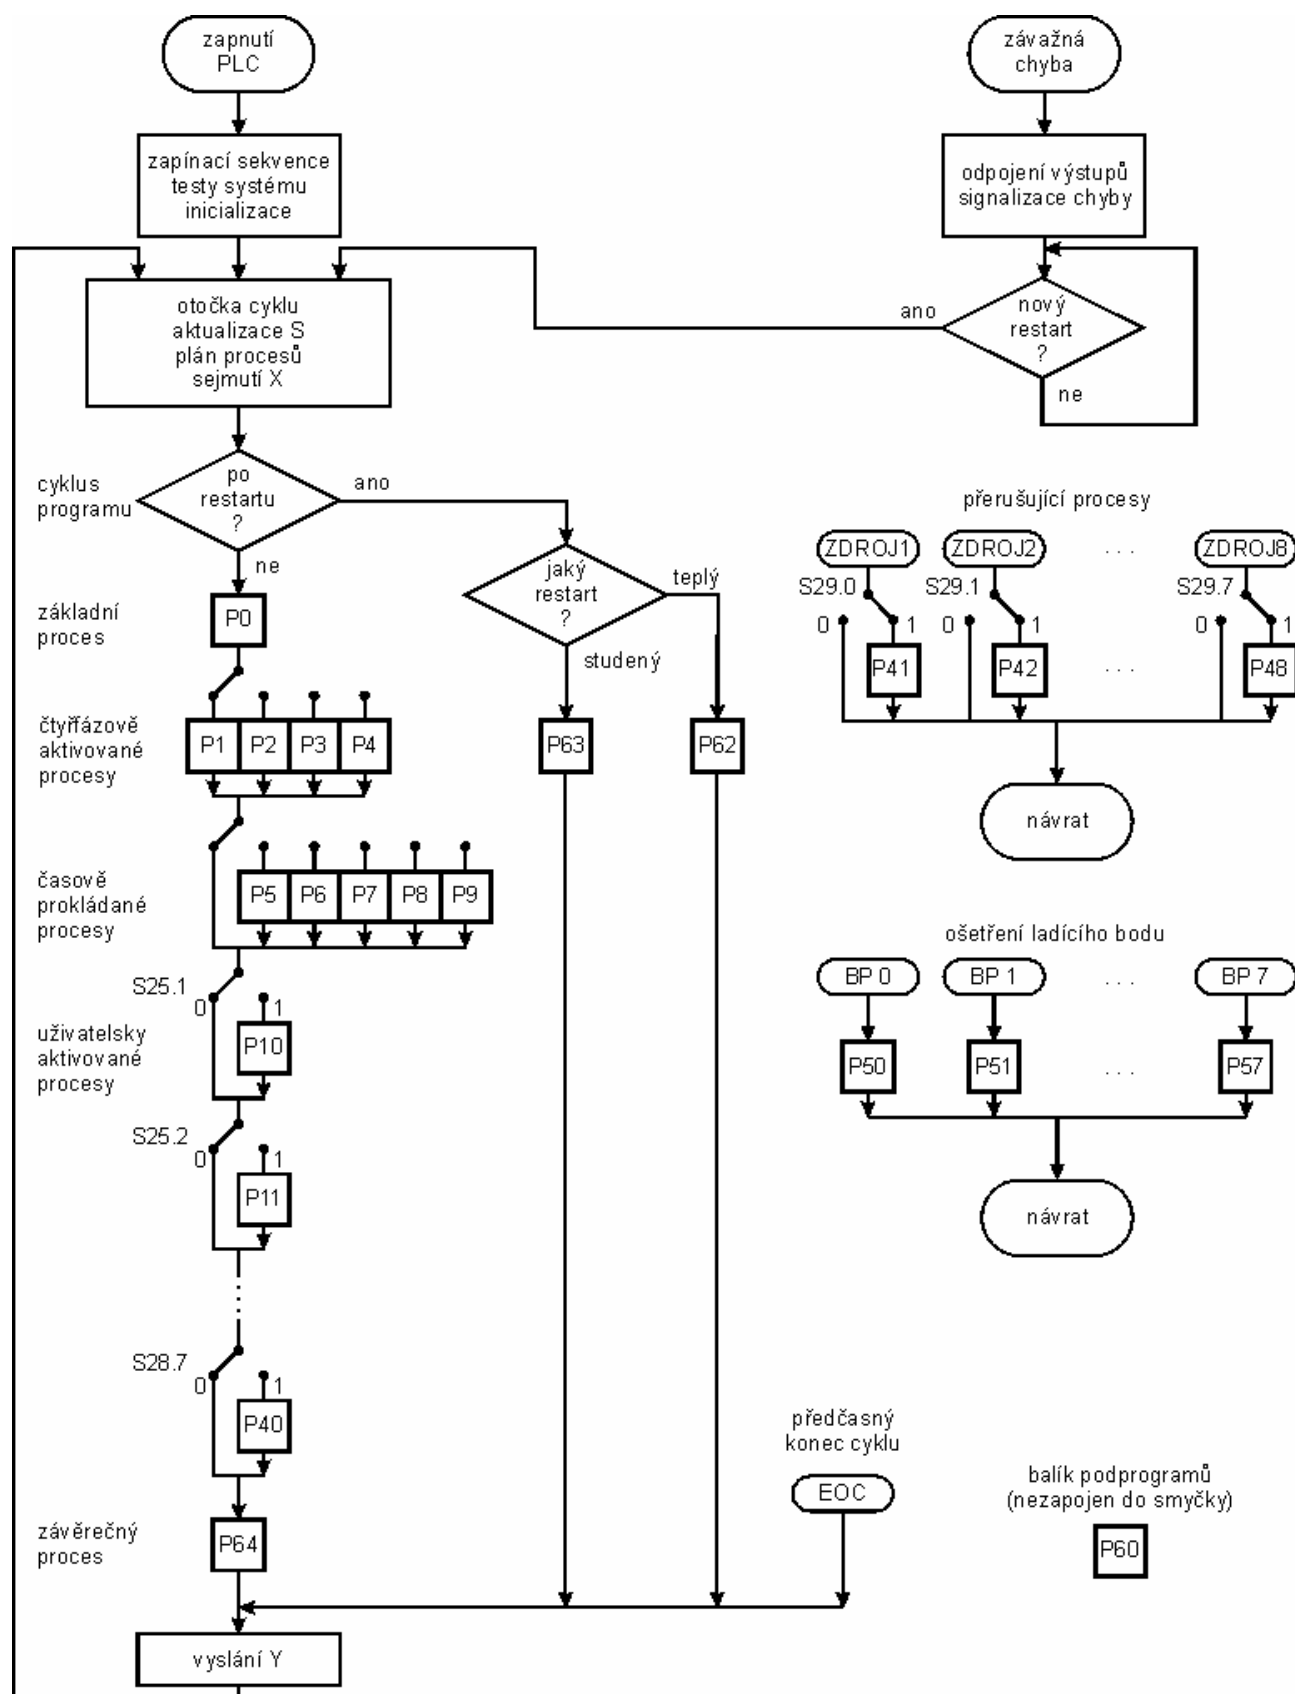 zapnutí
PLC
závažná
chyba
zapínací sekvence
testy systému
inicializace
odpojení výstupů
signalizace chyby
otočka cyklu
aktualizace S
plán procesů
sejmutí X
ano
nový
restart
?
ne
cyklus
programu
po
restartu
?
ano
ne
jaký
restart
?
teplý
studený
přerušující procesy
ZDROJ1
ZDROJ2
. . .
ZDROJ8
S29.0
S29.1
S29.7
0
1
0
1
0
1
P41
P42
. . .
P48
návrat
základní
proces
P0
čtyřfázově
aktivované
procesy
P1
P2
P3
P4
P63
P62
časově
prokládané
procesy
P5
P6
P7
P8
P9
ošetření ladícího bodu
BP 0
BP 1
. . .
BP 7
P50
P51
. . .
P57
návrat
S25.1
0
1
uživatelsky
aktivované
procesy
P10
S25.2
0
1
P11
S28.7
0
1
P40
předčasný
konec cyklu
EOC
balík podprogramů
(nezapojen do smyčky)
P60
závěrečný
proces
P64
vyslání Y